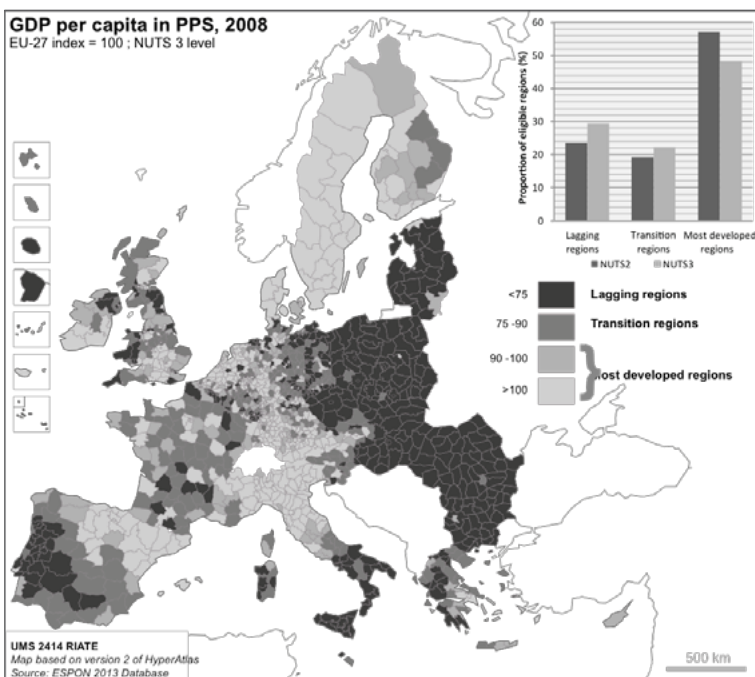 GDP per capita in PPS, 2008
EU-27 index = 100 ; NUTS 3 level
Proportion of eligible regions (%)
60
50
40
30
20
10
0
Lagging regions
Transition regions
Most developed regions
NUTS2
NUTS3
<75
Lagging regions
75 -90
Transition regions
90 -100
>100
Most developed regions
UMS 2414 RIATE
Map based on version 2 of HyperAtlas
Source: ESPON 2013 Database
500 km